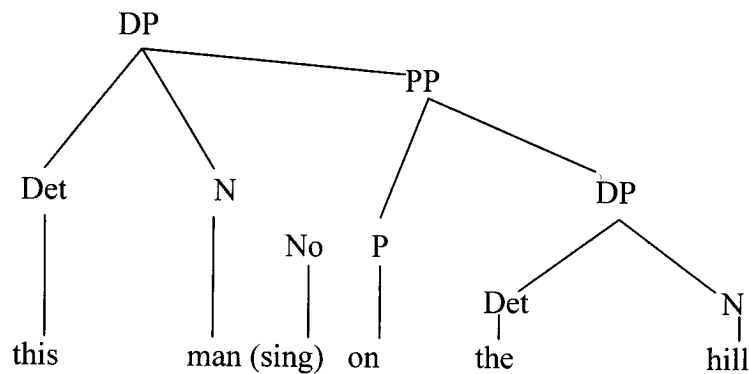 DP
PP
Det N DP
No P
Det N
this man (sing) on the hill